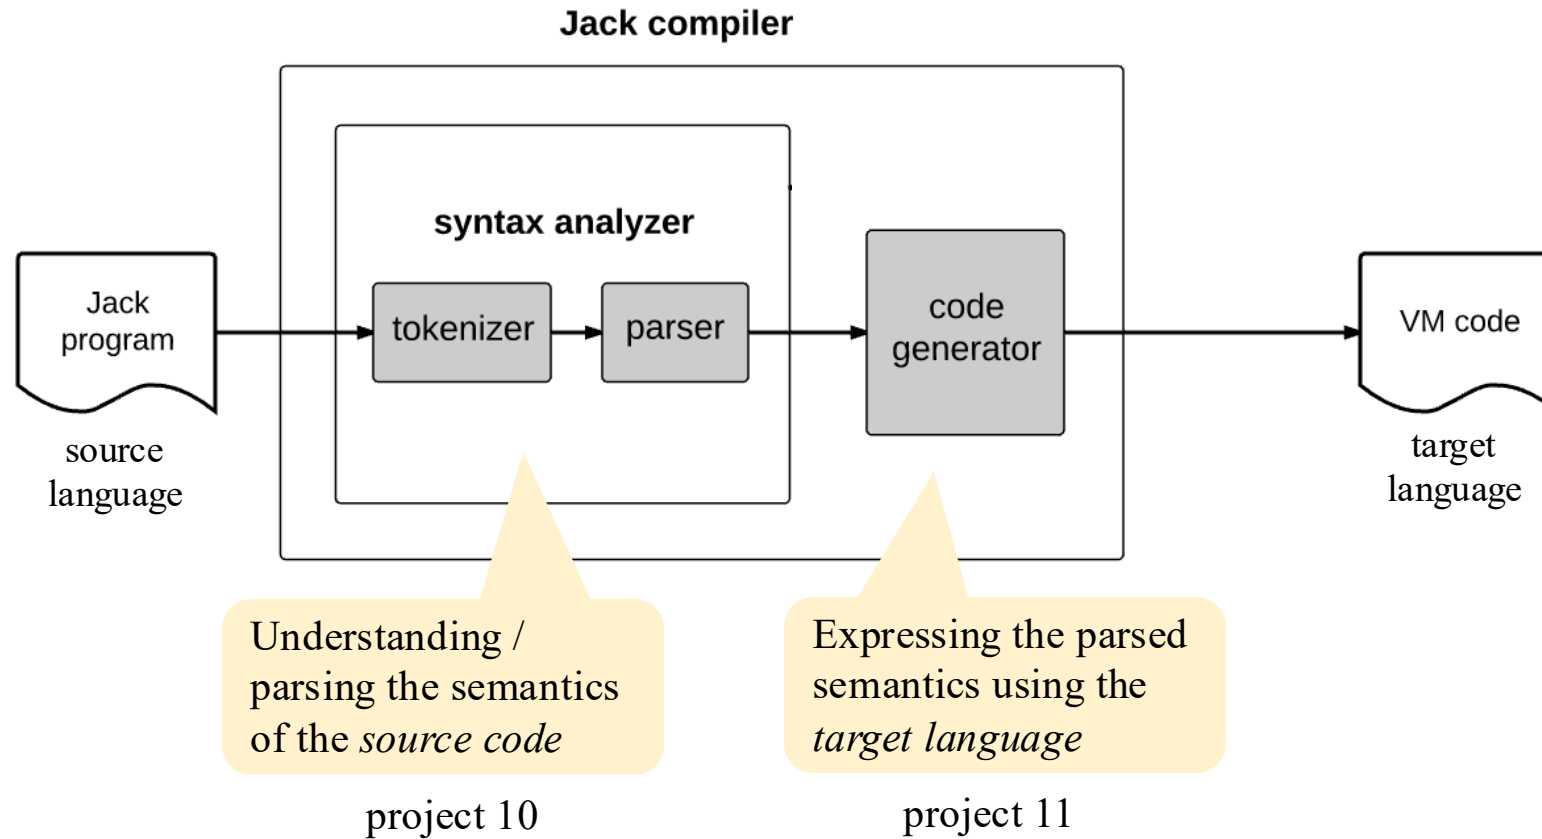 Jack compiler
syntax analyzer
Jack
program
tokenizer
parser
code
generator
VM code
source
language
target
language
Understanding /
parsing the semantics
of the source code
Expressing the parsed
semantics using the
target language
project 10
project 11